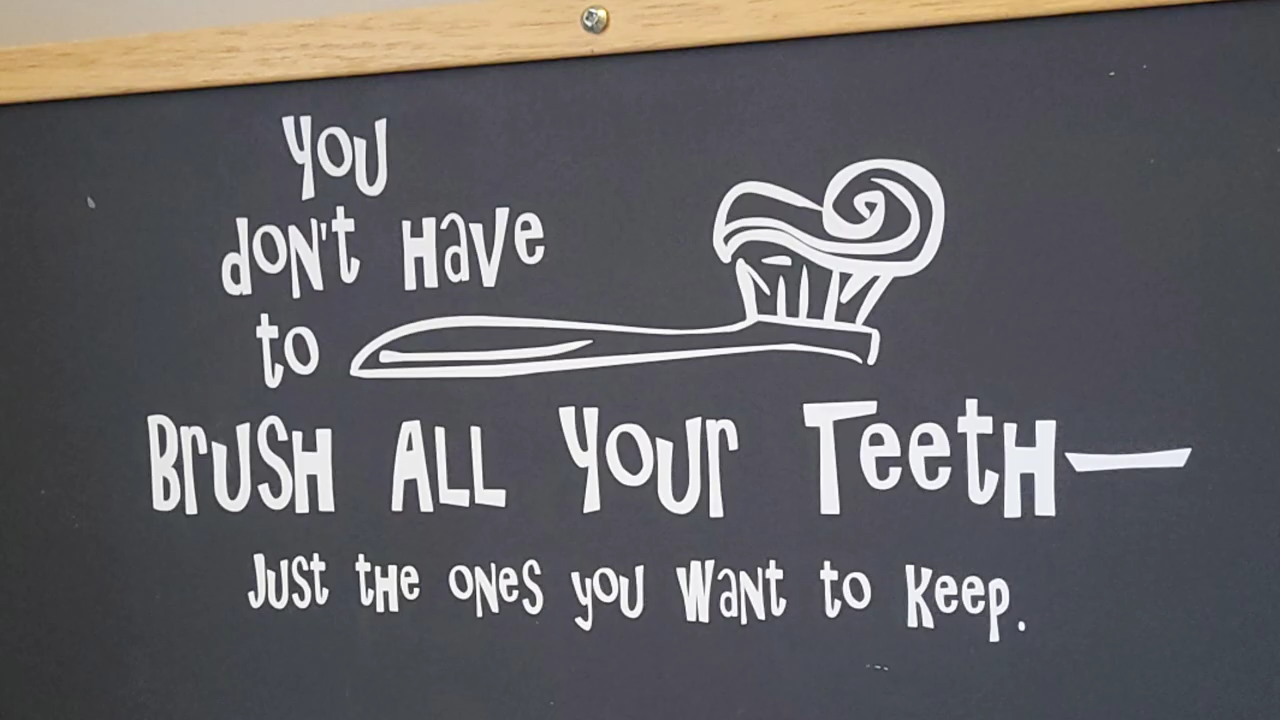 You
don't Have
to
Brush All Your Teeth—
Just the ones you Want to Keep.